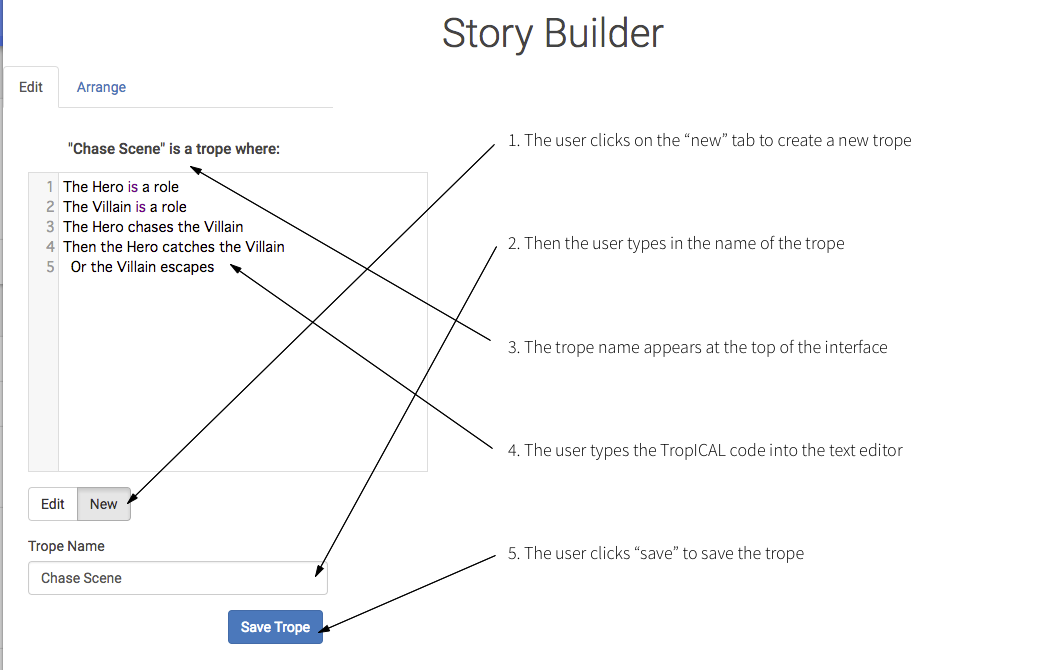 Story Builder
Edit
Arrange
"Chase Scene" is a trope where:
1 The Hero is a role
2 The Villain is a role
3 The Hero chases the Villain
4 Then the Hero catches the Villain
5 Or the Villain escapes
Edit
New
Trope Name
Chase Scene
Save Trope
1. The user clicks on the “new” tab to create a new trope
2. Then the user types in the name of the trope
3. The trope name appears at the top of the interface
4. The user types the TropICAL code into the text editor
5. The user clicks “save” to save the trope